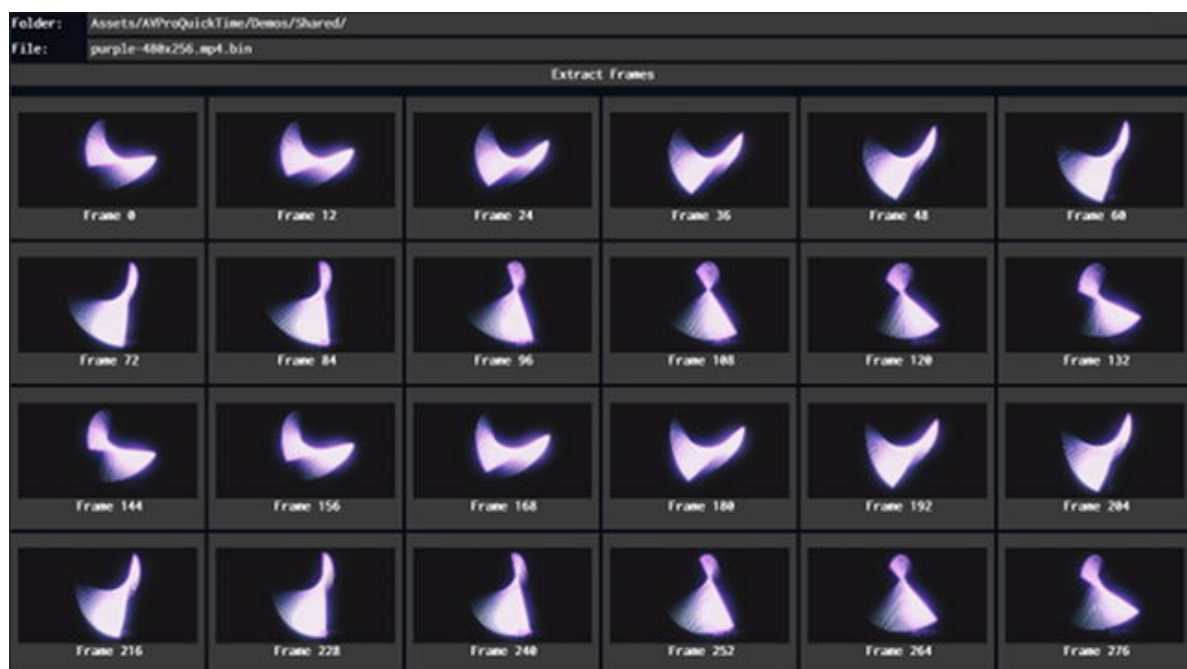 Folder: Assets/AVProQuickTime/Demos/Shared/
File: purple-480x256.mp4.bin
Extract Frames
Frame 0 Frame 12 Frame 24 Frame 36 Frame 48 Frame 60
Frame 72 Frame 84 Frame 96 Frame 108 Frame 120 Frame 132
Frame 144 Frame 156 Frame 168 Frame 180 Frame 192 Frame 204
Frame 216 Frame 228 Frame 240 Frame 252 Frame 264 Frame 276